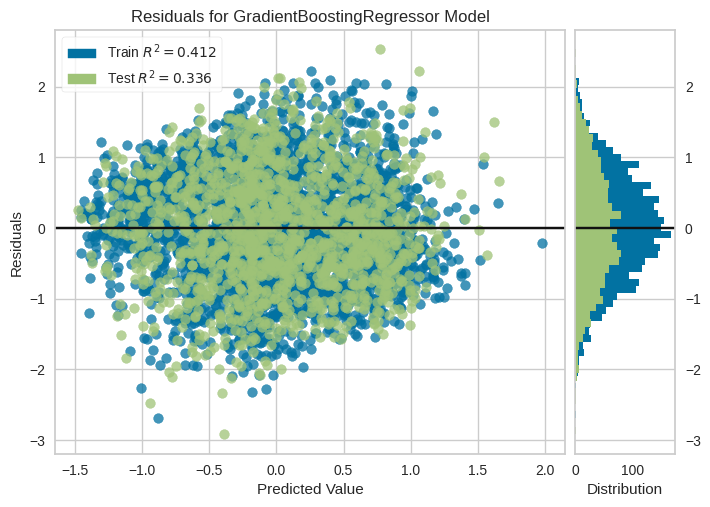 Residuals for GradientBoostingRegressor Model
Train R² = 0.412
Test R² = 0.336
2
1
0
−1
−2
−3
Residuals
−1.5 −1.0 −0.5 0.0 0.5 1.0 1.5 2.0
Predicted Value
2
1
0
−1
−2
−3
0 100
Distribution